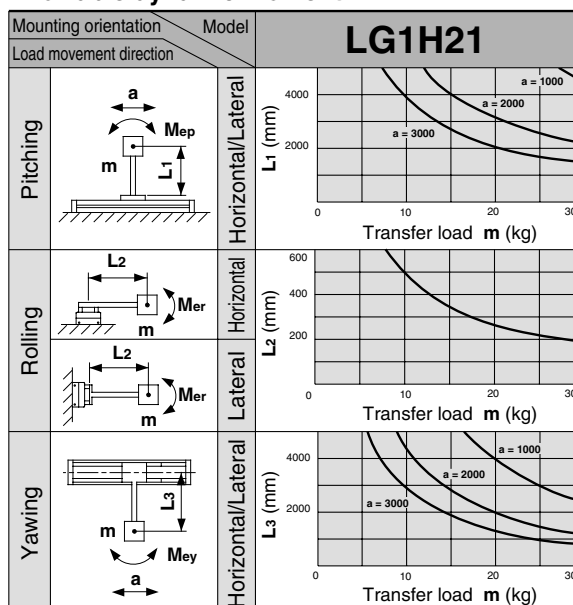 Mounting orientation
Model
Load movement direction
LG1H21
Pitching
a
Mep
m
L1
Horizontal/Lateral
L1 (mm)
4000
2000
a = 1000
a = 2000
a = 3000
0
10
20
30
Transfer load m (kg)
Rolling
L2
Mer
m
Horizontal
L2
Mer
m
Lateral
L2 (mm)
600
400
200
0
10
20
30
Transfer load m (kg)
Yawing
L3
m
Mey
a
Horizontal/Lateral
L3 (mm)
4000
2000
a = 1000
a = 2000
a = 3000
0
10
20
30
Transfer load m (kg)